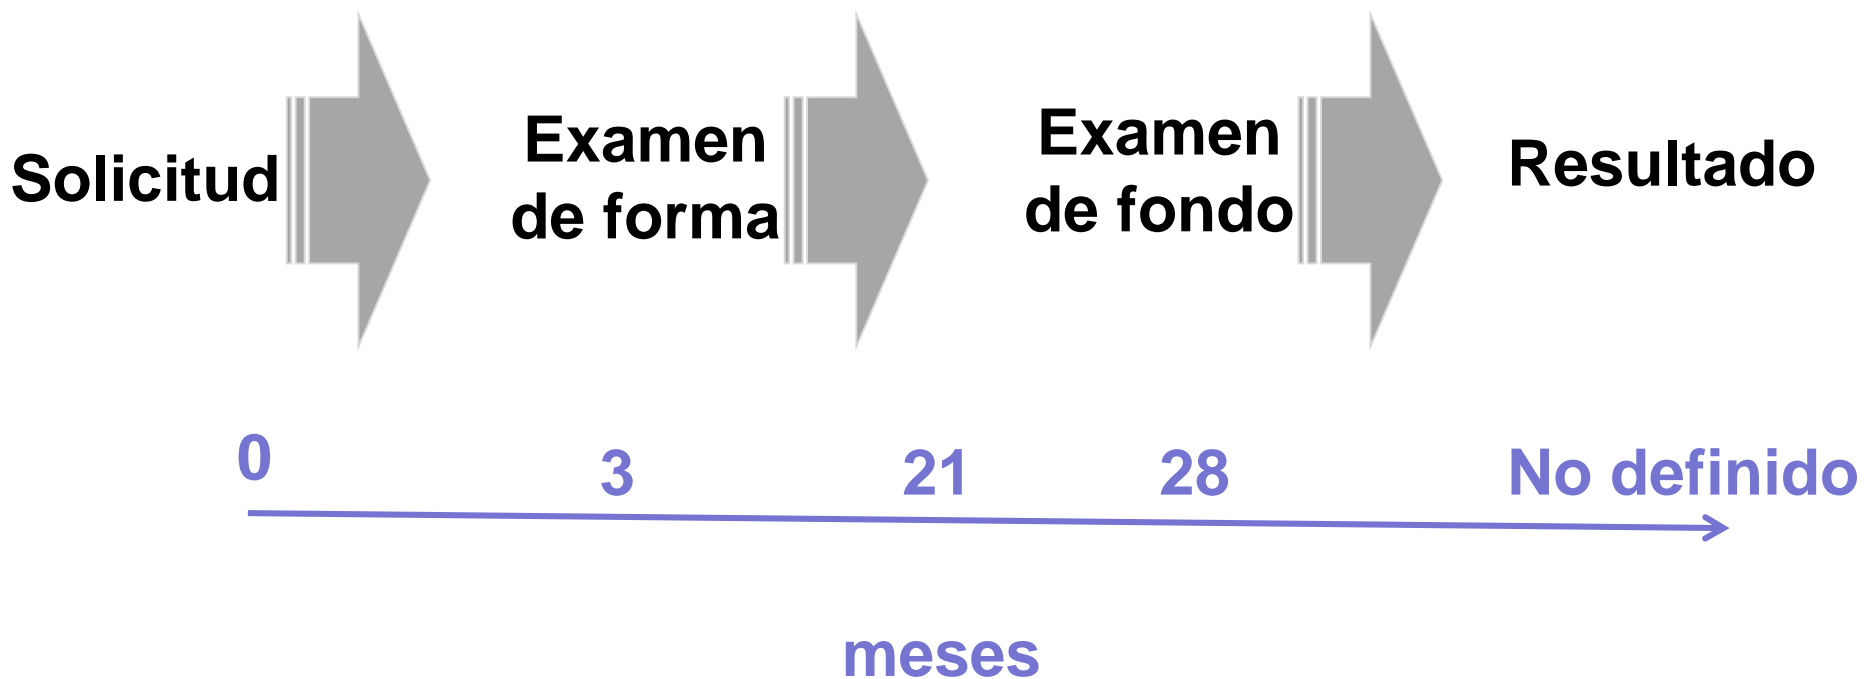 Solicitud
Examen
de forma
Examen
de fondo
Resultado
0
3
21
28
No definido
meses